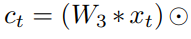 c_t = (W_3 * x_t) ⊙